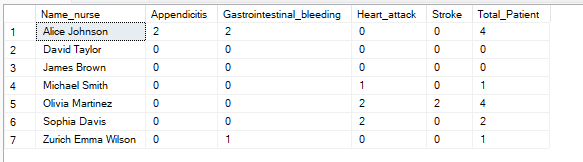 Name_nurse Appendicitis Gastrointestinal_bleeding Heart_attack Stroke Total_Patient
1 Alice Johnson 2 2 0 0 4
2 David Taylor 0 0 0 0 0
3 James Brown 0 0 0 0 0
4 Michael Smith 0 0 1 0 1
5 Olivia Martinez 0 0 2 2 4
6 Sophia Davis 0 0 2 0 2
7 Zurich Emma Wilson 0 1 0 0 1